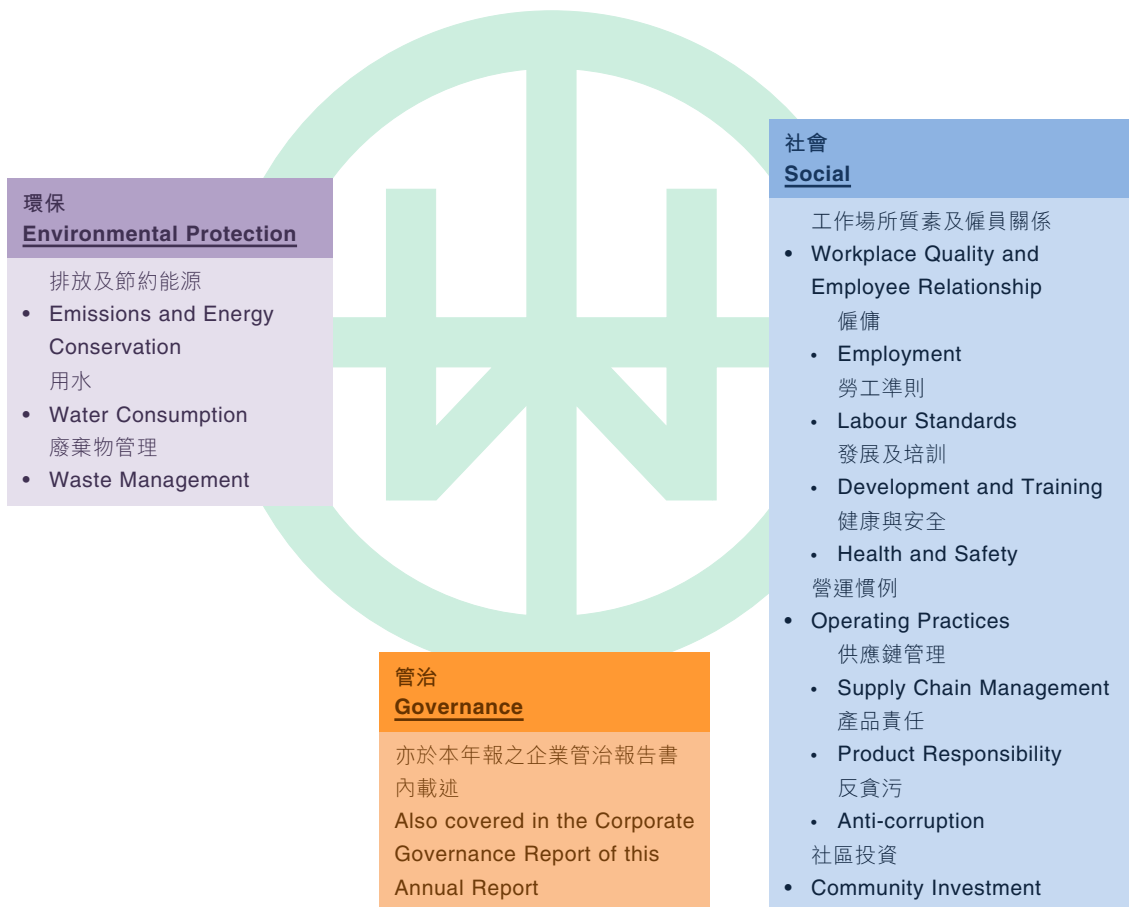 環保
Environmental Protection
排放及節約能源
• Emissions and Energy
Conservation
用水
• Water Consumption
廢棄物管理
• Waste Management
管治
Governance
亦於本年報之企業管治報告書
內載述
Also covered in the Corporate
Governance Report of this
Annual Report
社會
Social
工作場所質素及僱員關係
• Workplace Quality and
Employee Relationship
僱傭
• Employment
勞工準則
• Labour Standards
發展及培訓
• Development and Training
健康與安全
• Health and Safety
營運慣例
• Operating Practices
供應鏈管理
• Supply Chain Management
產品責任
• Product Responsibility
反貪污
• Anti-corruption
社區投資
• Community Investment